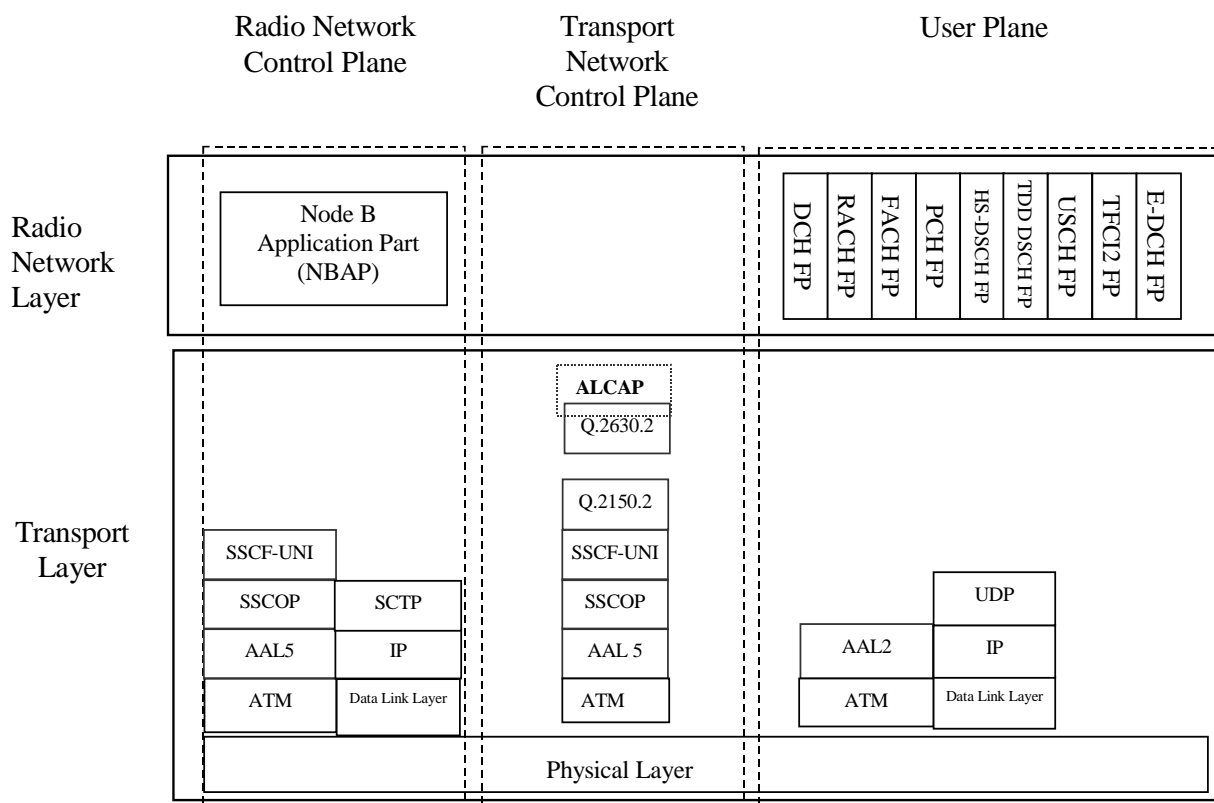 Radio Network
Control Plane
Transport
Network
Control Plane
User Plane
Radio
Network
Layer
Node B
Application Part
(NBAP)
DCH FP
RACH FP
FACH FP
PCH FP
HS-DSCH FP
TDD DSCH FP
USCH FP
TFCI2 FP
E-DCH FP
Transport
Layer
ALCAP
Q.2630.2
Q.2150.2
SSCF-UNI
SSCF-UNI
SSCOP
SCTP
SSCOP
UDP
AAL5
IP
AAL 5
AAL2
IP
ATM
Data Link Layer
ATM
ATM
Data Link Layer
Physical Layer